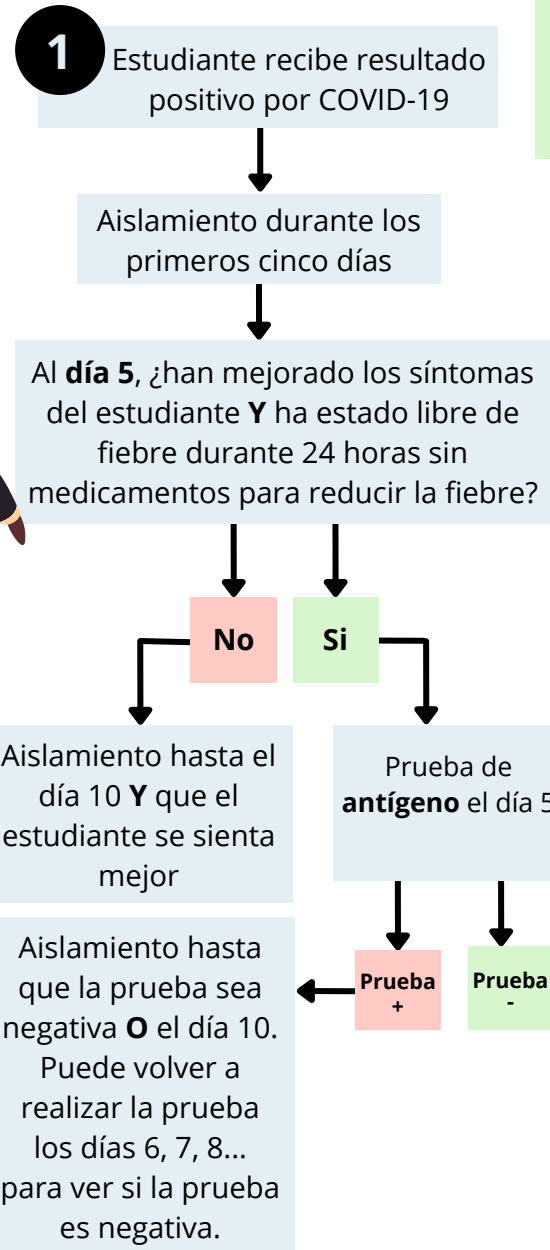 1
Estudiante recibe resultado
positivo por COVID-19
Aislamiento durante los
primeros cinco días
Al día 5, ¿han mejorado los síntomas
del estudiante Y ha estado libre de
fiebre durante 24 horas sin
medicamentos para reducir la fiebre?
No
Si
Aislamiento hasta el
día 10 Y que el
estudiante se sienta
mejor
Prueba de
antígeno el día 5
Prueba
+
Prueba
-
Aislamiento hasta
que la prueba sea
negativa O el día 10.
Puede volver a
realizar la prueba
los días 6, 7, 8...
para ver si la prueba
es negativa.